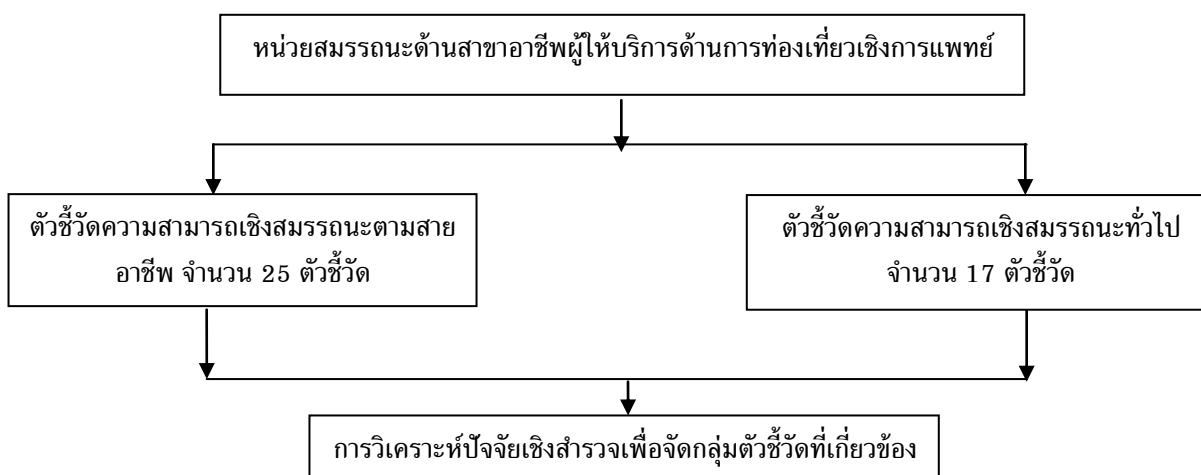 หน่วยสมรรถนะด้านสาขาอาชีพผู้ให้บริการด้านการท่องเที่ยวเชิงการแพทย์
ตัวชี้วัดความสามารถเชิงสมรรถนะตามสาย
อาชีพ จำนวน 25 ตัวชี้วัด
ตัวชี้วัดความสามารถเชิงสมรรถนะทั่วไป
จำนวน 17 ตัวชี้วัด
การวิเคราะห์ปัจจัยเชิงสำรวจเพื่อจัดกลุ่มตัวชี้วัดที่เกี่ยวข้อง